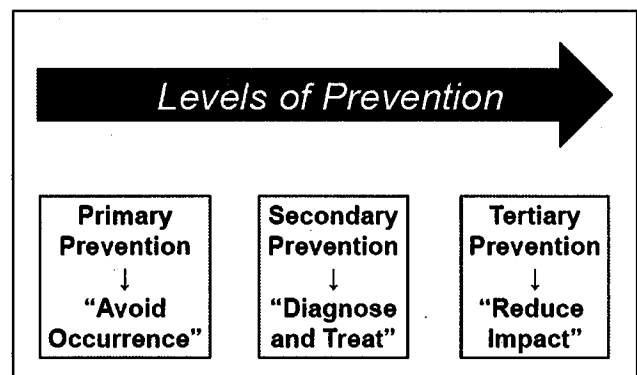 Levels of Prevention
Primary
Prevention
↓
“Avoid
Occurrence”
Secondary
Prevention
↓
“Diagnose
and Treat”
Tertiary
Prevention
↓
“Reduce
Impact”